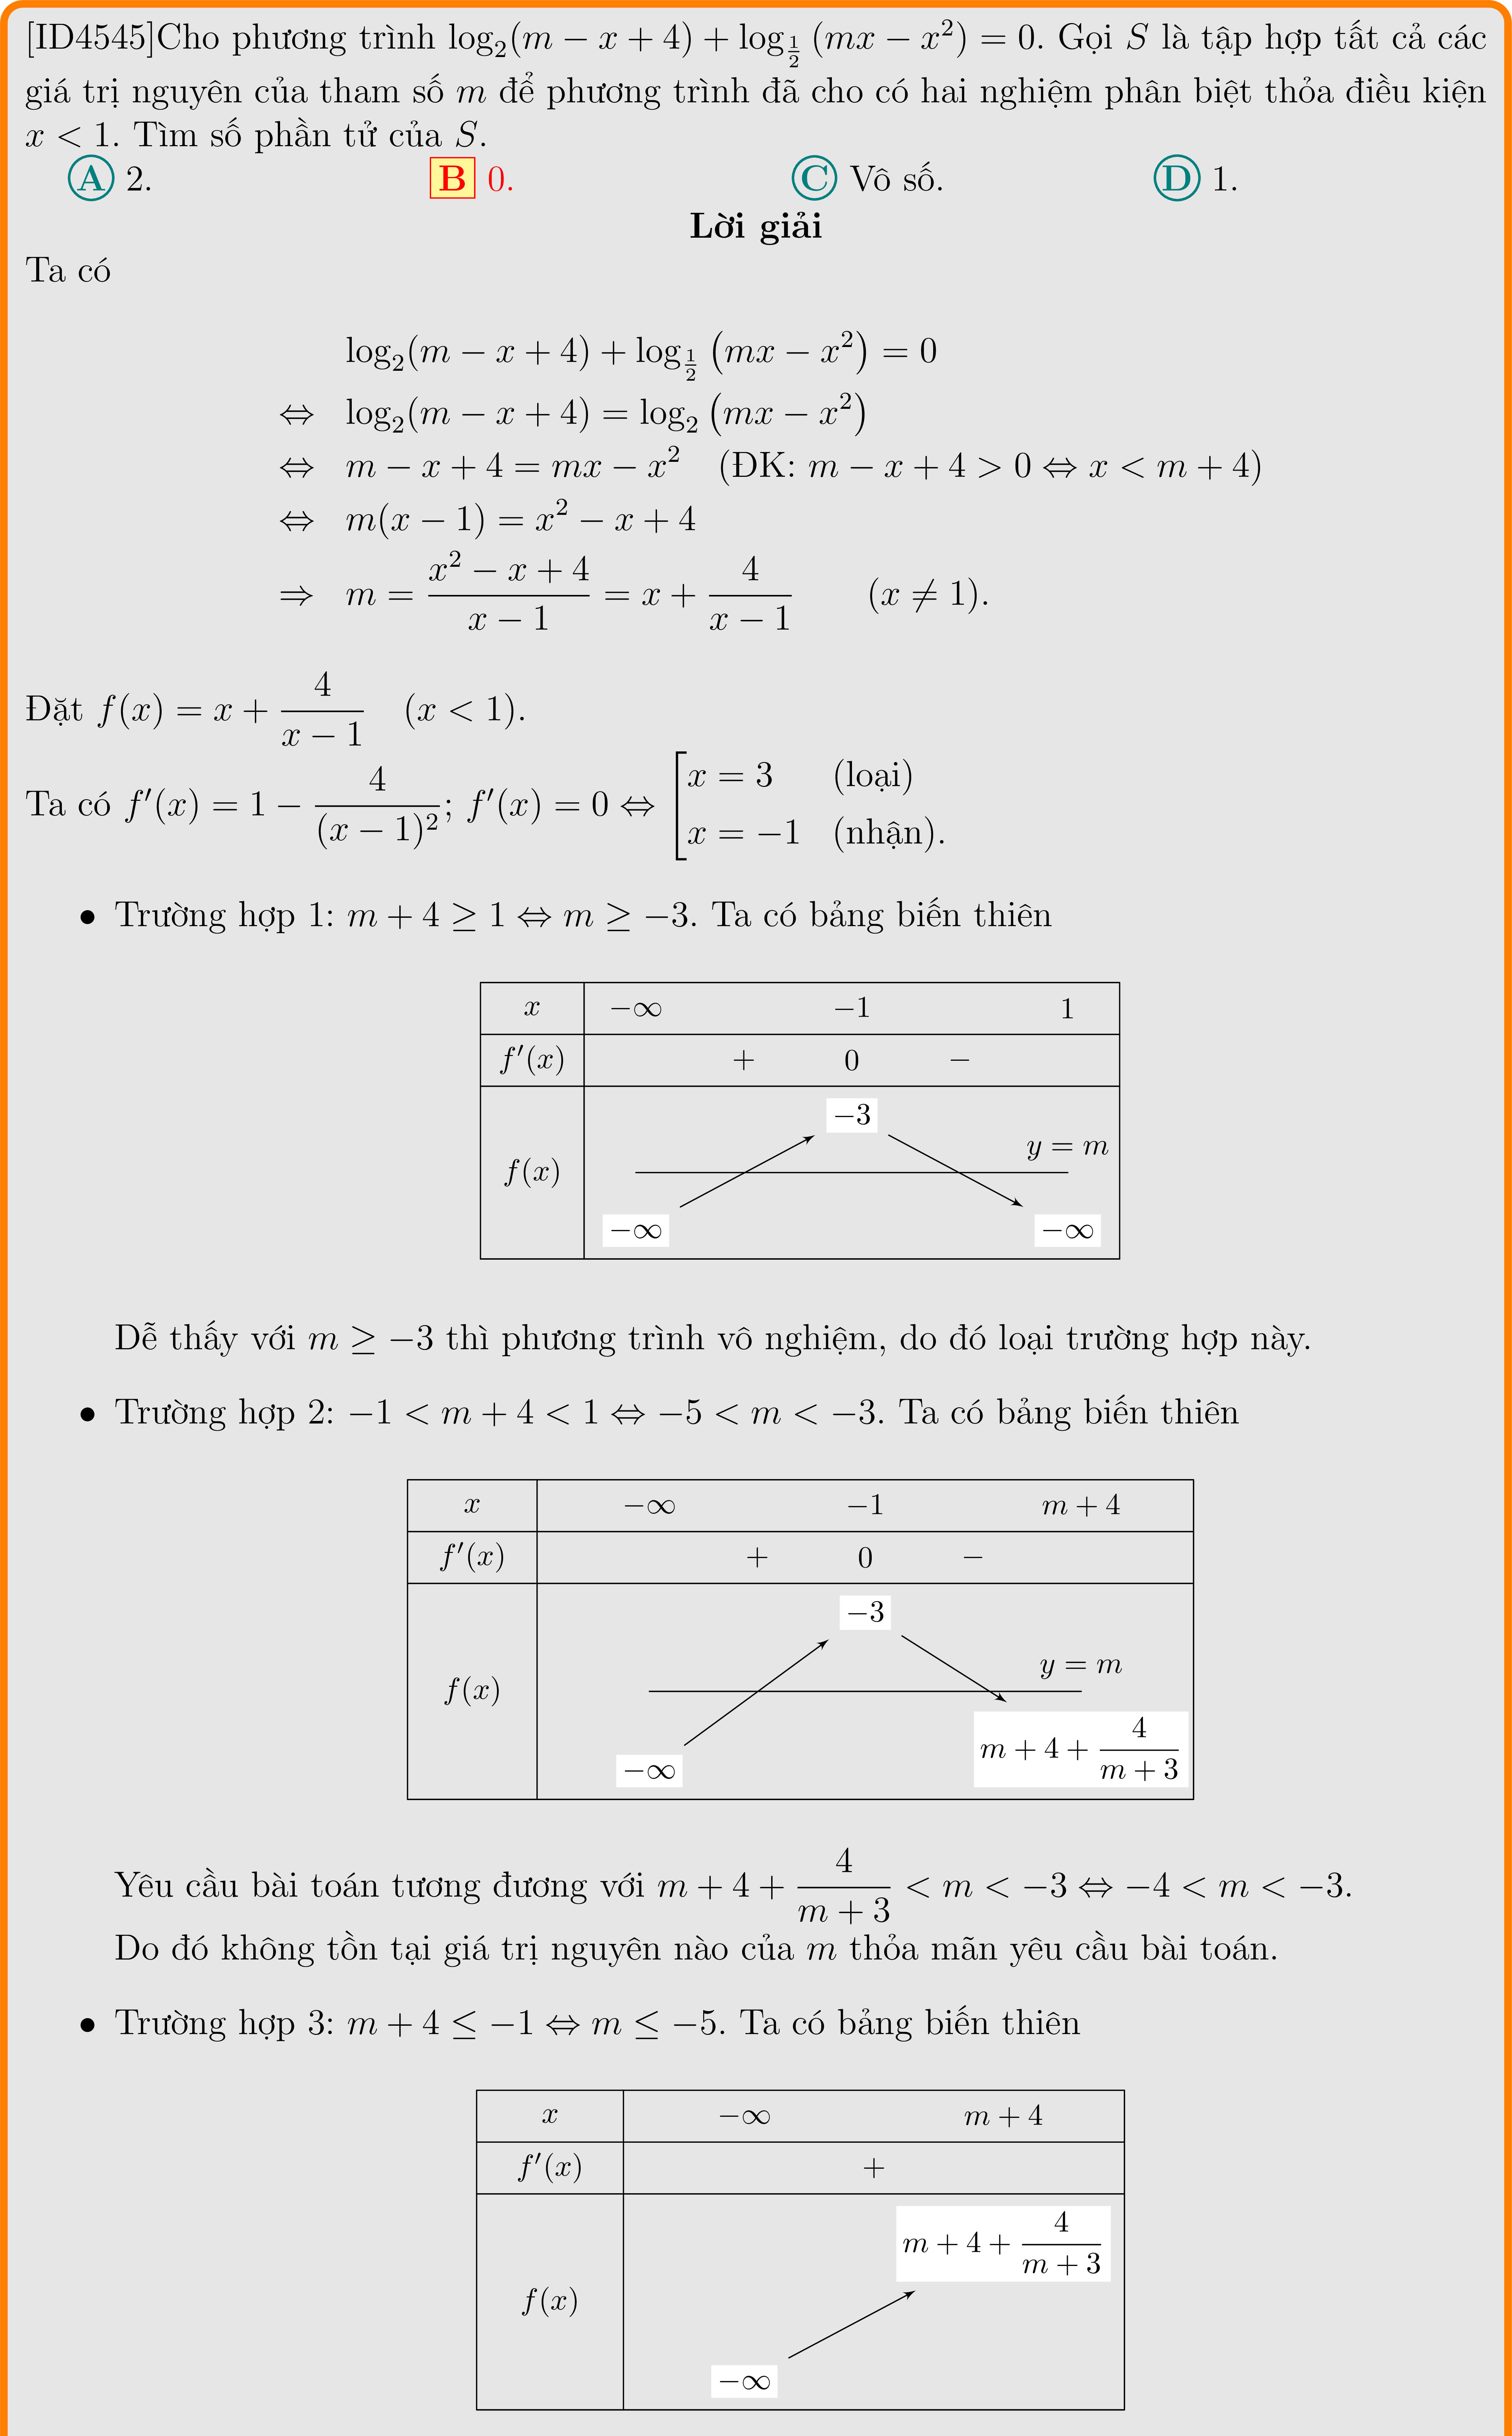 [ID4545]Cho phương trình $\log_2(m - x + 4) + \log_{\frac{1}{2}}(mx - x^2) = 0$. Gọi $S$ là tập hợp tất cả các
giá trị nguyên của tham số $m$ để phương trình đã cho có hai nghiệm phân biệt thỏa điều kiện
$x < 1$. Tìm số phần tử của $S$.
A 2. B 0. C Vô số. D 1.
Lời giải
Ta có
$\log_2(m - x + 4) + \log_{\frac{1}{2}}(mx - x^2) = 0$
$\Leftrightarrow \log_2(m - x + 4) = \log_2(mx - x^2)$
$\Leftrightarrow m - x + 4 = mx - x^2$ (ĐK: $m - x + 4 > 0 \Leftrightarrow x < m + 4$)
$\Leftrightarrow m(x - 1) = x^2 - x + 4$
$\Rightarrow m = \frac{x^2 - x + 4}{x - 1} = x + \frac{4}{x - 1}$ $(x \neq 1)$.
Đặt $f(x) = x + \frac{4}{x - 1}$ $(x < 1)$.
Ta có $f'(x) = 1 - \frac{4}{(x - 1)^2}$; $f'(x) = 0 \Leftrightarrow \left[\begin{array}{l} x = 3 \text{ (loại)} \\ x = -1 \text{ (nhận).} \end{array}\right.$
• Trường hợp 1: $m + 4 \geq 1 \Leftrightarrow m \geq -3$. Ta có bảng biến thiên
$x$ $-\infty$ $-1$ $1$
$f'(x)$ $+$ $0$ $-$
$-3$
$y = m$
$f(x)$
$-\infty$ $-\infty$
Dễ thấy với $m \geq -3$ thì phương trình vô nghiệm, do đó loại trường hợp này.
• Trường hợp 2: $-1 < m + 4 < 1 \Leftrightarrow -5 < m < -3$. Ta có bảng biến thiên
$x$ $-\infty$ $-1$ $m + 4$
$f'(x)$ $+$ $0$ $-$
$-3$
$y = m$
$f(x)$
$m + 4 + \frac{4}{m + 3}$
$-\infty$
Yêu cầu bài toán tương đương với $m + 4 + \frac{4}{m + 3} < m < -3 \Leftrightarrow -4 < m < -3$.
Do đó không tồn tại giá trị nguyên nào của $m$ thỏa mãn yêu cầu bài toán.
• Trường hợp 3: $m + 4 \leq -1 \Leftrightarrow m \leq -5$. Ta có bảng biến thiên
$x$ $-\infty$ $m + 4$
$f'(x)$ $+$
$m + 4 + \frac{4}{m + 3}$
$f(x)$
$-\infty$